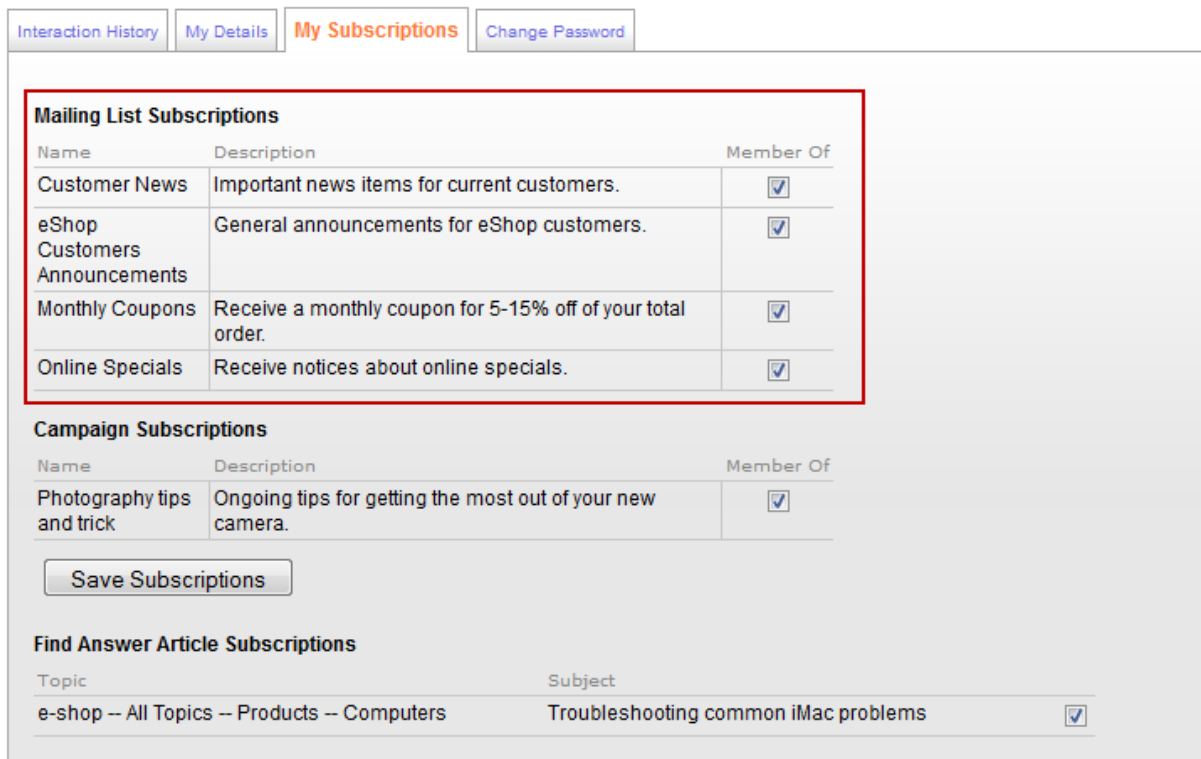 Interaction History My Details My Subscriptions Change Password
Mailing List Subscriptions
Name Description Member Of
Customer News Important news items for current customers.
eShop General announcements for eShop customers.
Customers
Announcements
Monthly Coupons Receive a monthly coupon for 5-15% off of your total
order.
Online Specials Receive notices about online specials.
Campaign Subscriptions
Name Description Member Of
Photography tips Ongoing tips for getting the most out of your new
and trick camera.
Save Subscriptions
Find Answer Article Subscriptions
Topic Subject
e-shop -- All Topics -- Products -- Computers Troubleshooting common iMac problems